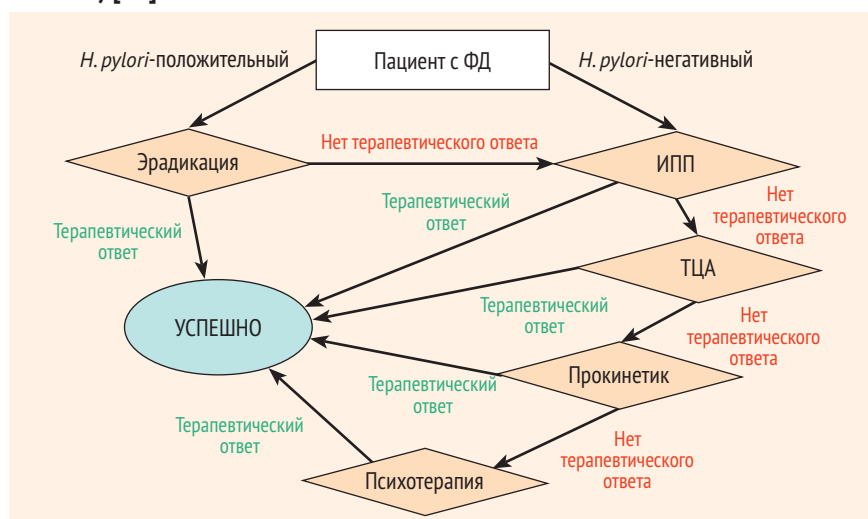 H. pylori-положительный
Пациент с ФД
H. pylori-негативный
Эрадикация
Нет терапевтического ответа
ИПП
Терапевтический
ответ
Терапевтический
ответ
Нет
терапевтического
ответа
ТЦА
УСПЕШНО
Терапевтический
ответ
Нет
терапевтического
ответа
Прокинетик
Терапевтический
ответ
Терапевтический
ответ
Нет
терапевтического
ответа
Психотерапия